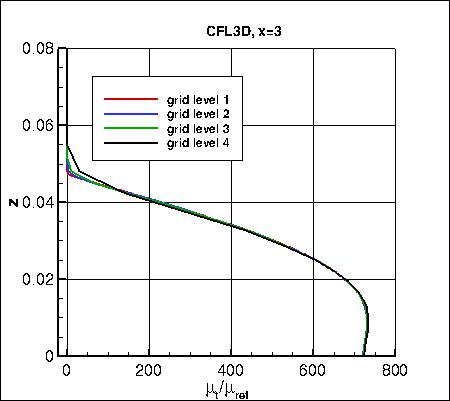 CFL3D, x=3
0.08
0.06
0.04
0.02
0
z
grid level 1
grid level 2
grid level 3
grid level 4
0 200 400 600 800
μt/μref